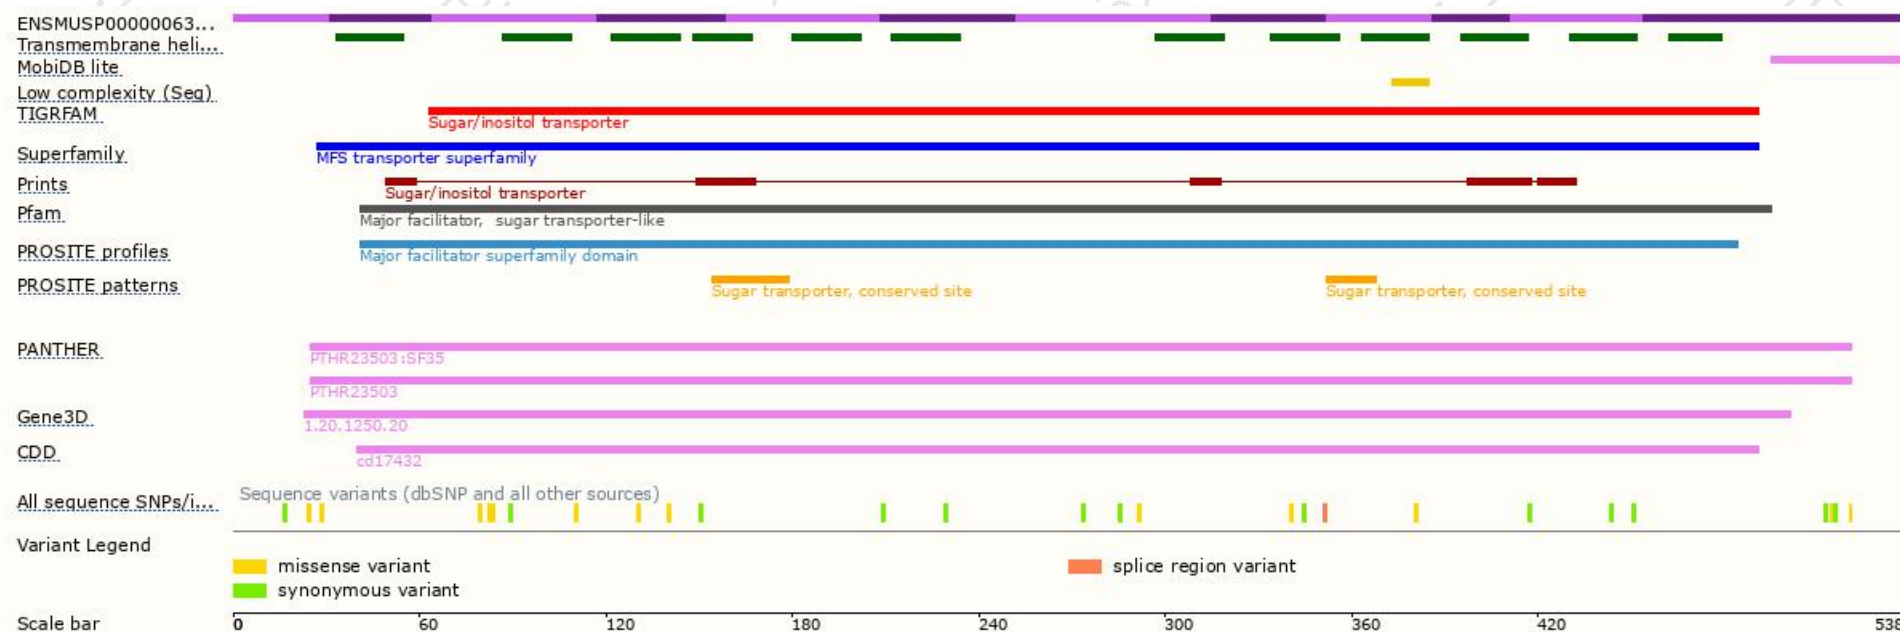 ENSMUSP00000063...
Transmembrane heli...
MobiDB lite
Low complexity (Seg)
TIGRFAM
Sugar/inositol transporter
Superfamily
MFS transporter superfamily
Prints
Sugar/inositol transporter
Pfam
Major facilitator, sugar transporter-like
PROSITE profiles
Major facilitator superfamily domain
PROSITE patterns
Sugar transporter, conserved site
Sugar transporter, conserved site
PANTHER
PTHR23503:SF35
PTHR23503
Gene3D
1.20.1250.20
CDD
cd17432
All sequence SNPs/i...
Sequence variants (dbSNP and all other sources)
Variant Legend
missense variant
splice region variant
synonymous variant
Scale bar
0 60 120 180 240 300 360 420 538